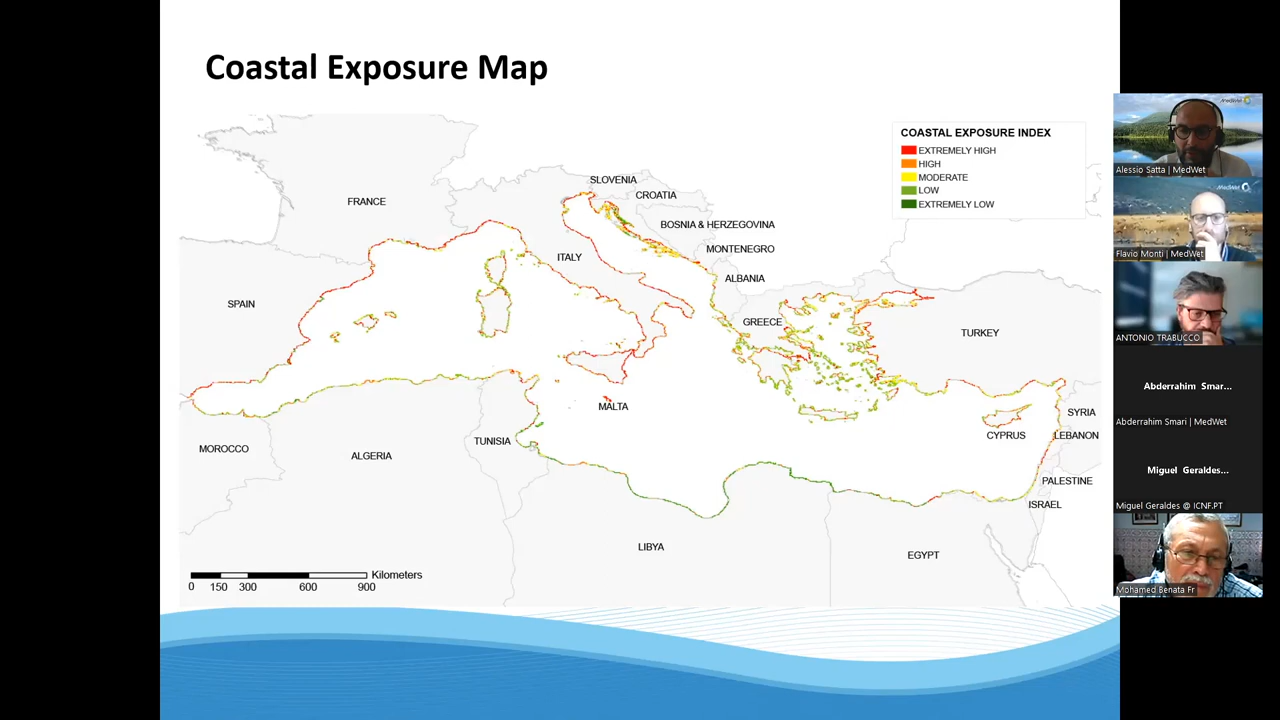 Coastal Exposure Map
COASTAL EXPOSURE INDEX
EXTREMELY HIGH
HIGH
MODERATE
LOW
EXTREMELY LOW
SLOVENIA
CROATIA
FRANCE
BOSNIA & HERZEGOVINA
MONTENEGRO
ITALY
ALBANIA
SPAIN
GREECE
TURKEY
MALTA
SYRIA
CYPRUS
LEBANON
MOROCCO
TUNISIA
ALGERIA
PALESTINE
ISRAEL
LIBYA
EGYPT
Kilometers
0 150 300 600 900
MedWet
Alessio Satta | MedWet
MedWet
Flavio Monti | MedWet
ANTONIO TRABUCCO
Abderrahim Smar...
Abderrahim Smari | MedWet
Miguel Geraldes...
Miguel Geraldes @ ICNF.PT
Mohamed Benata Fr